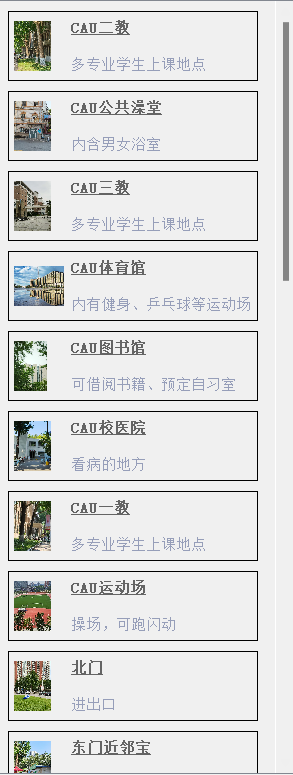 CAU二教
多专业学生上课地点
CAU公共澡堂
内含男女浴室
CAU三教
多专业学生上课地点
CAU体育馆
内有健身、乒乓球等运动场
CAU图书馆
可借阅书籍、预定自习室
CAU校医院
看病的地方
CAU一教
多专业学生上课地点
CAU运动场
操场，可跑闪动
北门
进出口
东门近邻宝